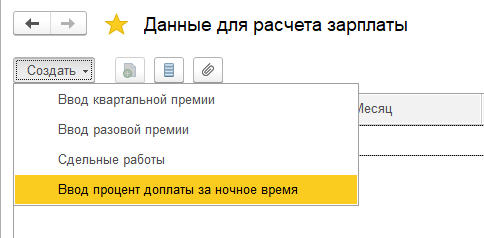 Данные для расчета зарплаты
Создать
Месяц
Ввод квартальной премии
Ввод разовой премии
Сдельные работы
Ввод процент доплаты за ночное время